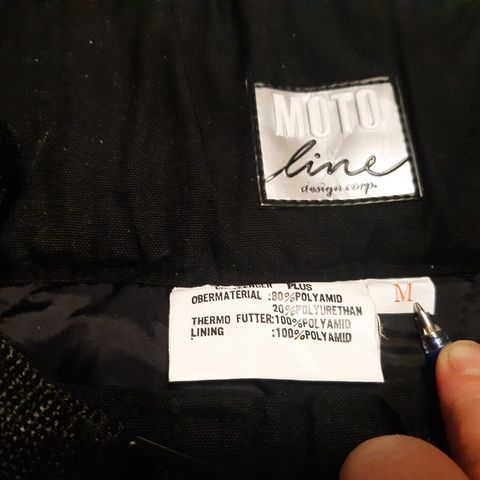 MOTO
line
design corp.
PLUS
OBERMATERIAL :80%POLYAMID
20%POLYURETHAN
THERMO FUTTER:100%POLYAMID
LINING :100%POLYAMID
M